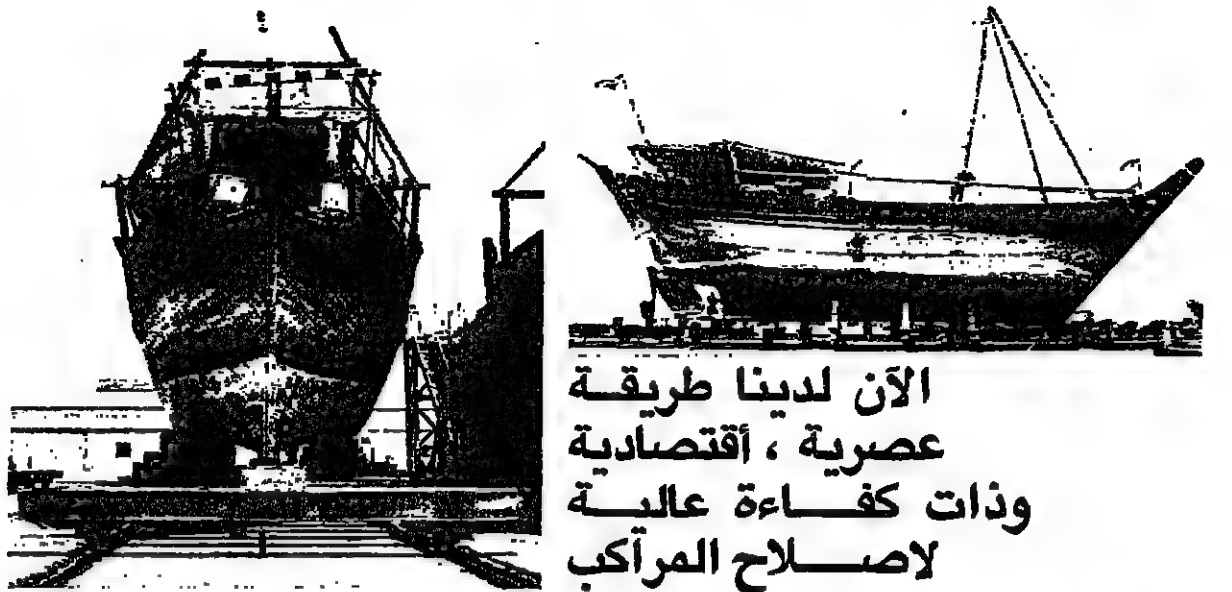 الآن لدينا طريقة
عصرية ، أقتصادية
وذات كفاءة عالية
لاصلاح المراكب